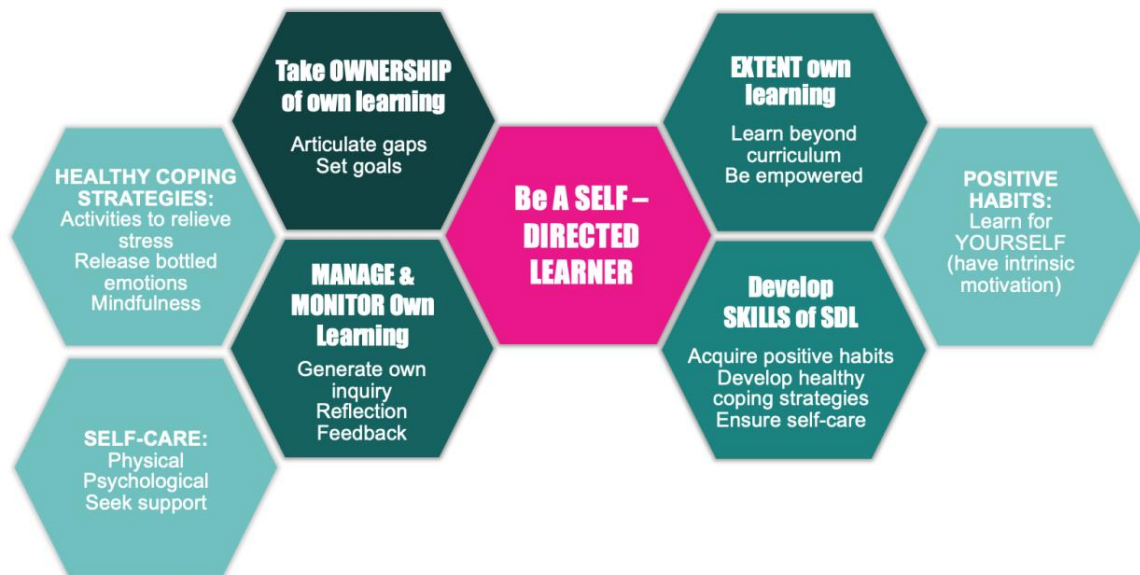 Take OWNERSHIP
of own learning
Articulate gaps
Set goals
EXTENT own
learning
Learn beyond
curriculum
Be empowered
HEALTHY COPING
STRATEGIES:
Activities to relieve
stress
Release bottled
emotions
Mindfulness
Be A SELF –
DIRECTED
LEARNER
POSITIVE
HABITS:
Learn for
YOURSELF
(have intrinsic
motivation)
MANAGE &
MONITOR Own
Learning
Generate own
inquiry
Reflection
Feedback
Develop
SKILLS of SDL
Acquire positive habits
Develop healthy
coping strategies
Ensure self-care
SELF-CARE:
Physical
Psychological
Seek support